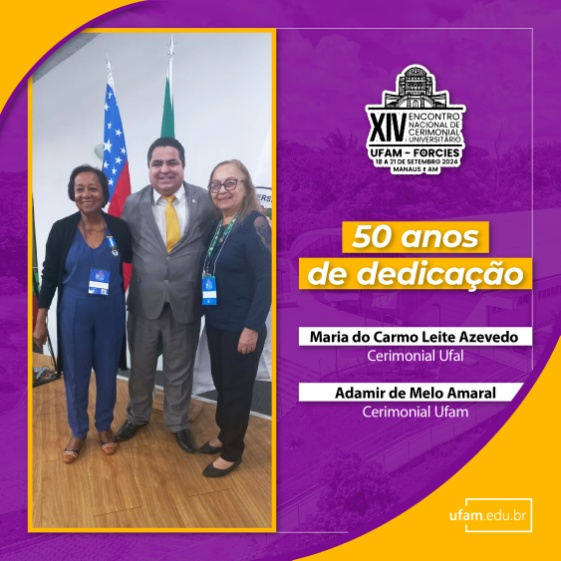 XIV
ENCONTRO
NACIONAL DE
CERIMONIAL
UNIVERSITÁRIO
UFAM - FORCIES
18 A 21 DE SETEMBRO 2024
MANAUS AM
50 anos
de dedicação
Maria do Carmo Leite Azevedo
Cerimonial Ufal
Adamir de Melo Amaral
Cerimonial Ufam
ufam.edu.br